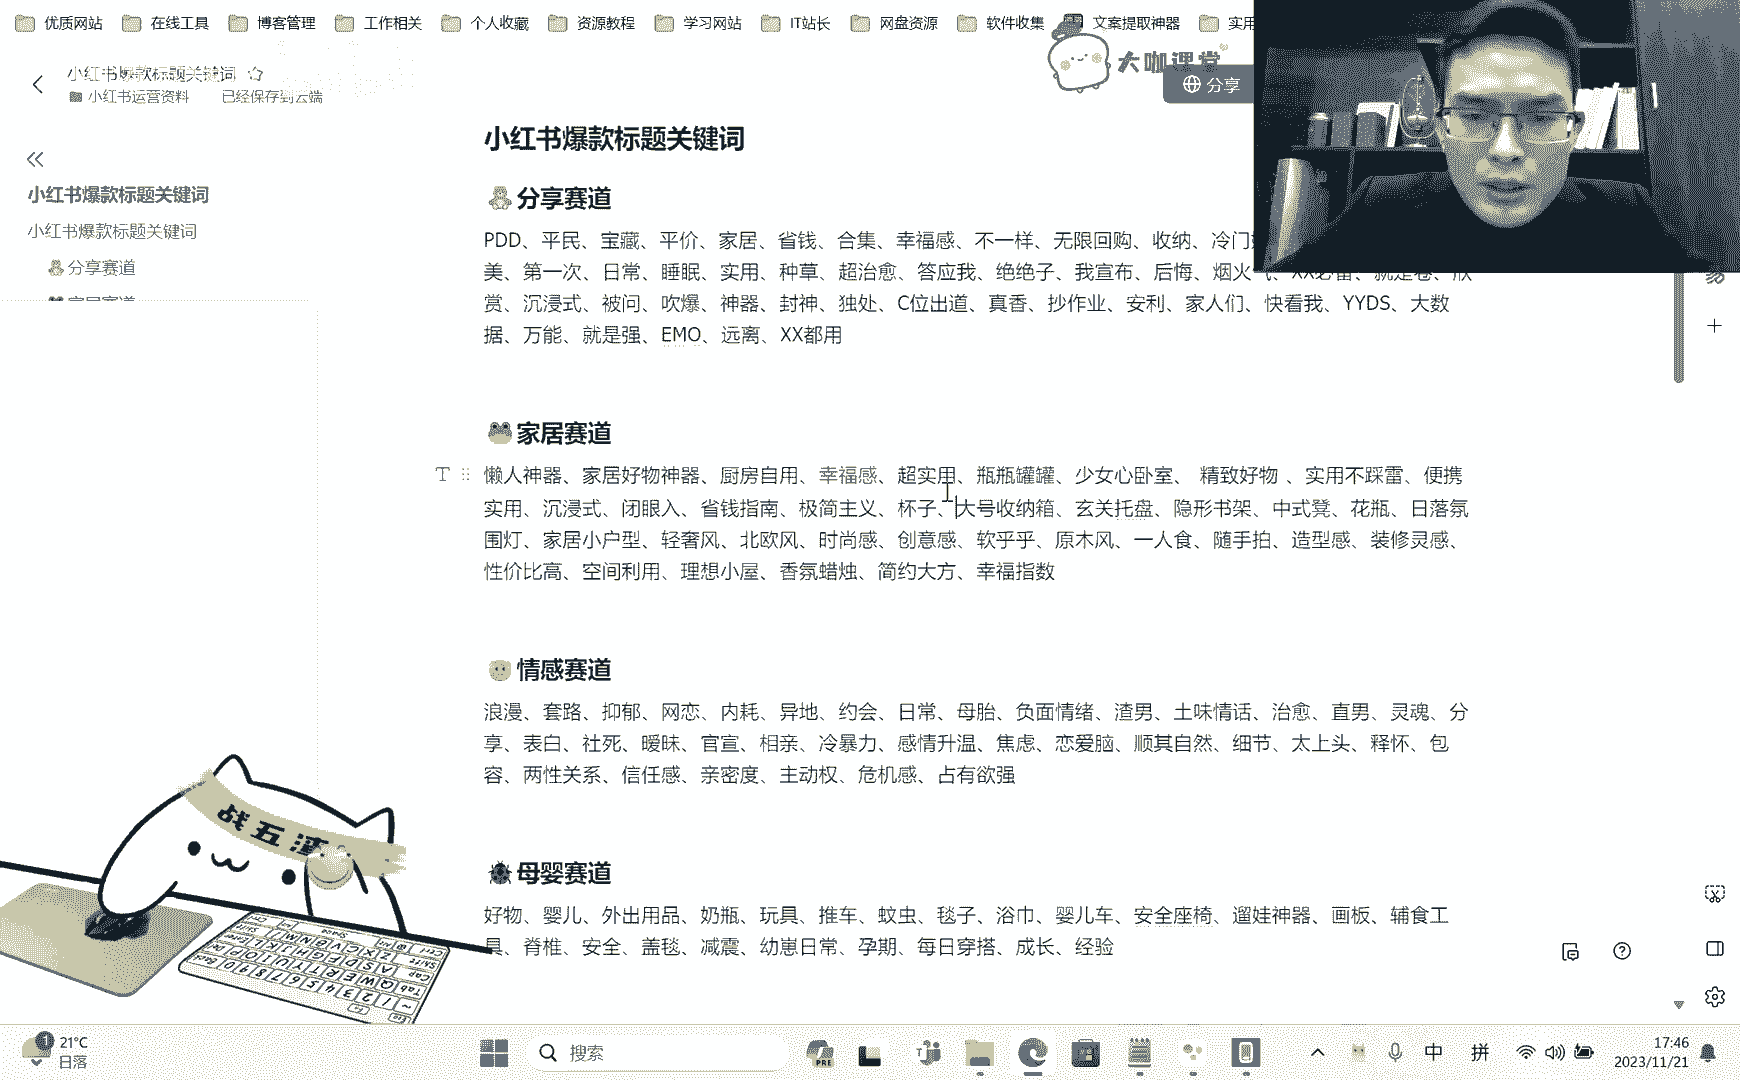 优质网站 在线工具 博客管理 工作相关 个人收藏 资源教程 学习网站 IT站长 网盘资源 软件收集 文案提取神器 实用
小红书爆款标题关键词
小红书运营资料 已经保存到云端
大咖课堂
分享
小红书爆款标题关键词
小红书爆款标题关键词
分享赛道
家居赛道
小红书爆款标题关键词
分享赛道
PDD、平民、宝藏、平价、家居、省钱、合集、幸福感、不一样、无限回购、收纳、冷门
美、第一次、日常、睡眠、实用、种草、超治愈、答应我、绝绝子、我宣布、后悔、烟火气、XX必备、就是卷、欣
赏、沉浸式、被问、吹爆、神器、封神、独处、C位出道、真香、抄作业、安利、家人们、快看我、YYDS、大数
据、万能、就是强、EMO、远离、XX都用
家居赛道
懒人神器、家居好物神器、厨房自用、幸福感、超实用、瓶瓶罐罐、少女心卧室、 精致好物 、实用不踩雷、便携
实用、沉浸式、闭眼入、省钱指南、极简主义、杯子、大号收纳箱、玄关托盘、隐形书架、中式凳、花瓶、日落氛
围灯、家居小户型、轻奢风、北欧风、时尚感、创意感、软乎乎、原木风、一人食、随手拍、造型感、装修灵感、
性价比高、空间利用、理想小屋、香氛蜡烛、简约大方、幸福指数
情感赛道
浪漫、套路、抑郁、网恋、内耗、异地、约会、日常、母胎、负面情绪、渣男、土味情话、治愈、直男、灵魂、分
享、表白、社死、暧昧、官宣、相亲、冷暴力、感情升温、焦虑、恋爱脑、顺其自然、细节、太上头、释怀、包
容、两性关系、信任感、亲密度、主动权、危机感、占有欲强
母婴赛道
好物、婴儿、外出用品、奶瓶、玩具、推车、蚊虫、毯子、浴巾、婴儿车、安全座椅、遛娃神器、画板、辅食工
具、脊椎、安全、盖毯、减震、幼崽日常、孕期、每日穿搭、成长、经验
战五渣
21°C
日落
搜索
中 拼
17:46
2023/11/21